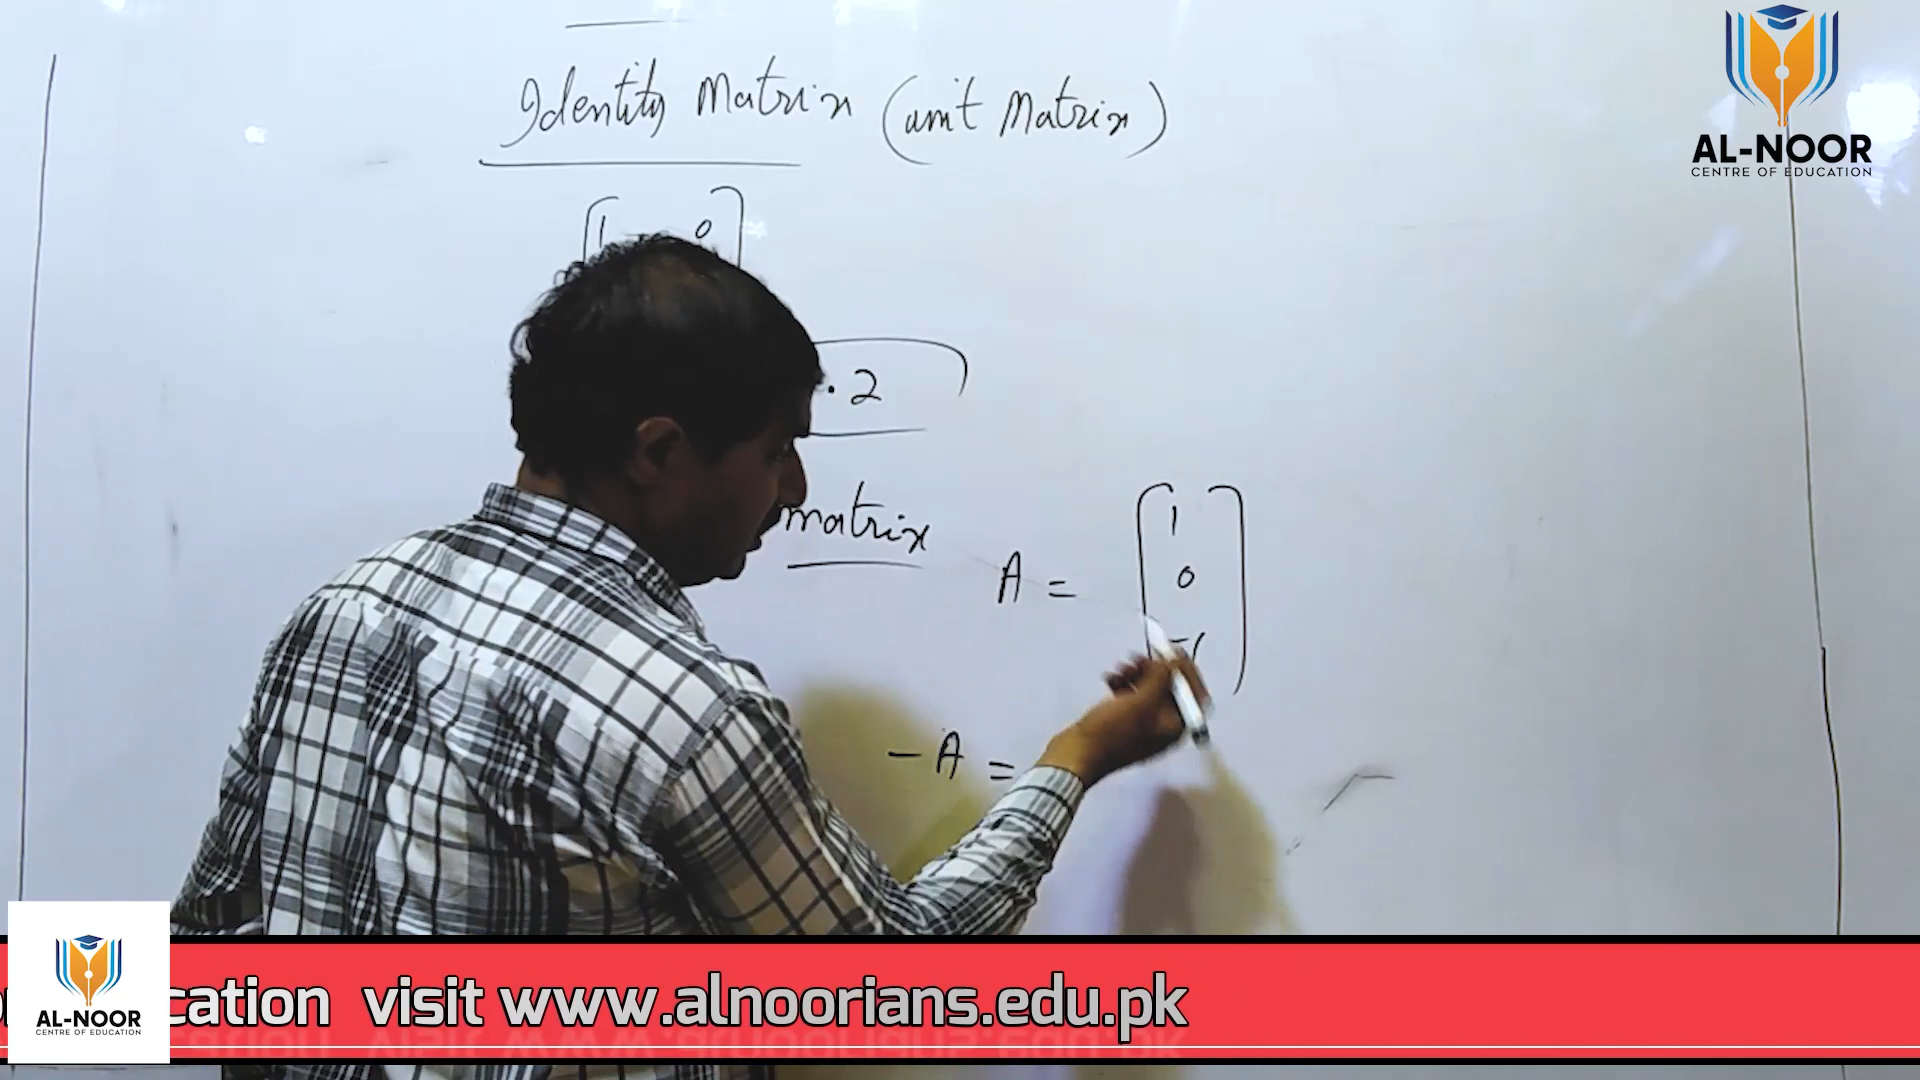 Identity Matrix (unit Matrix)
1 0
. 2
matrix
A = [ 1
0
-1 ]
- A =
AL-NOOR
CENTRE OF EDUCATION
cation visit www.alnoorians.edu.pk
AL-NOOR
CENTRE OF EDUCATION